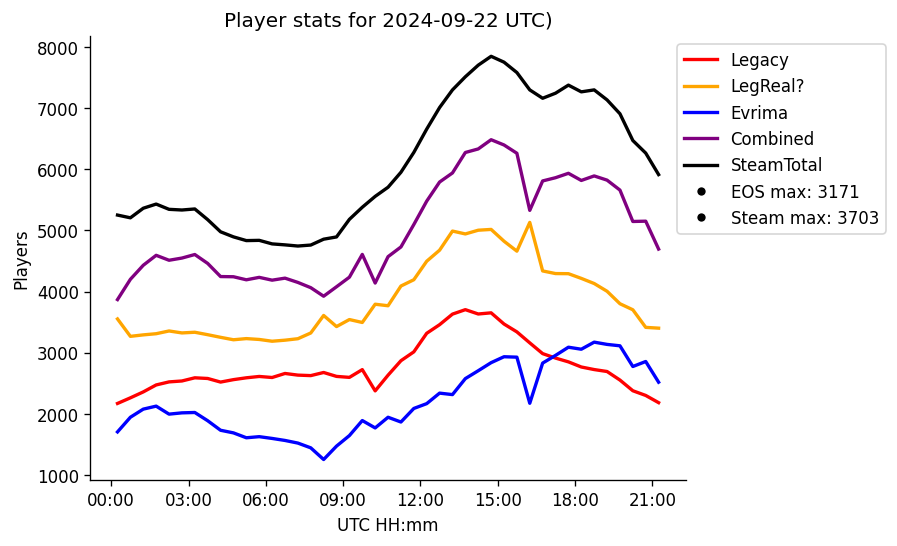 Player stats for 2024-09-22 UTC)
8000
7000
6000
5000
4000
3000
2000
1000
Players
00:00 03:00 06:00 09:00 12:00 15:00 18:00 21:00
UTC HH:mm
Legacy
LegReal?
Evrima
Combined
SteamTotal
EOS max: 3171
Steam max: 3703